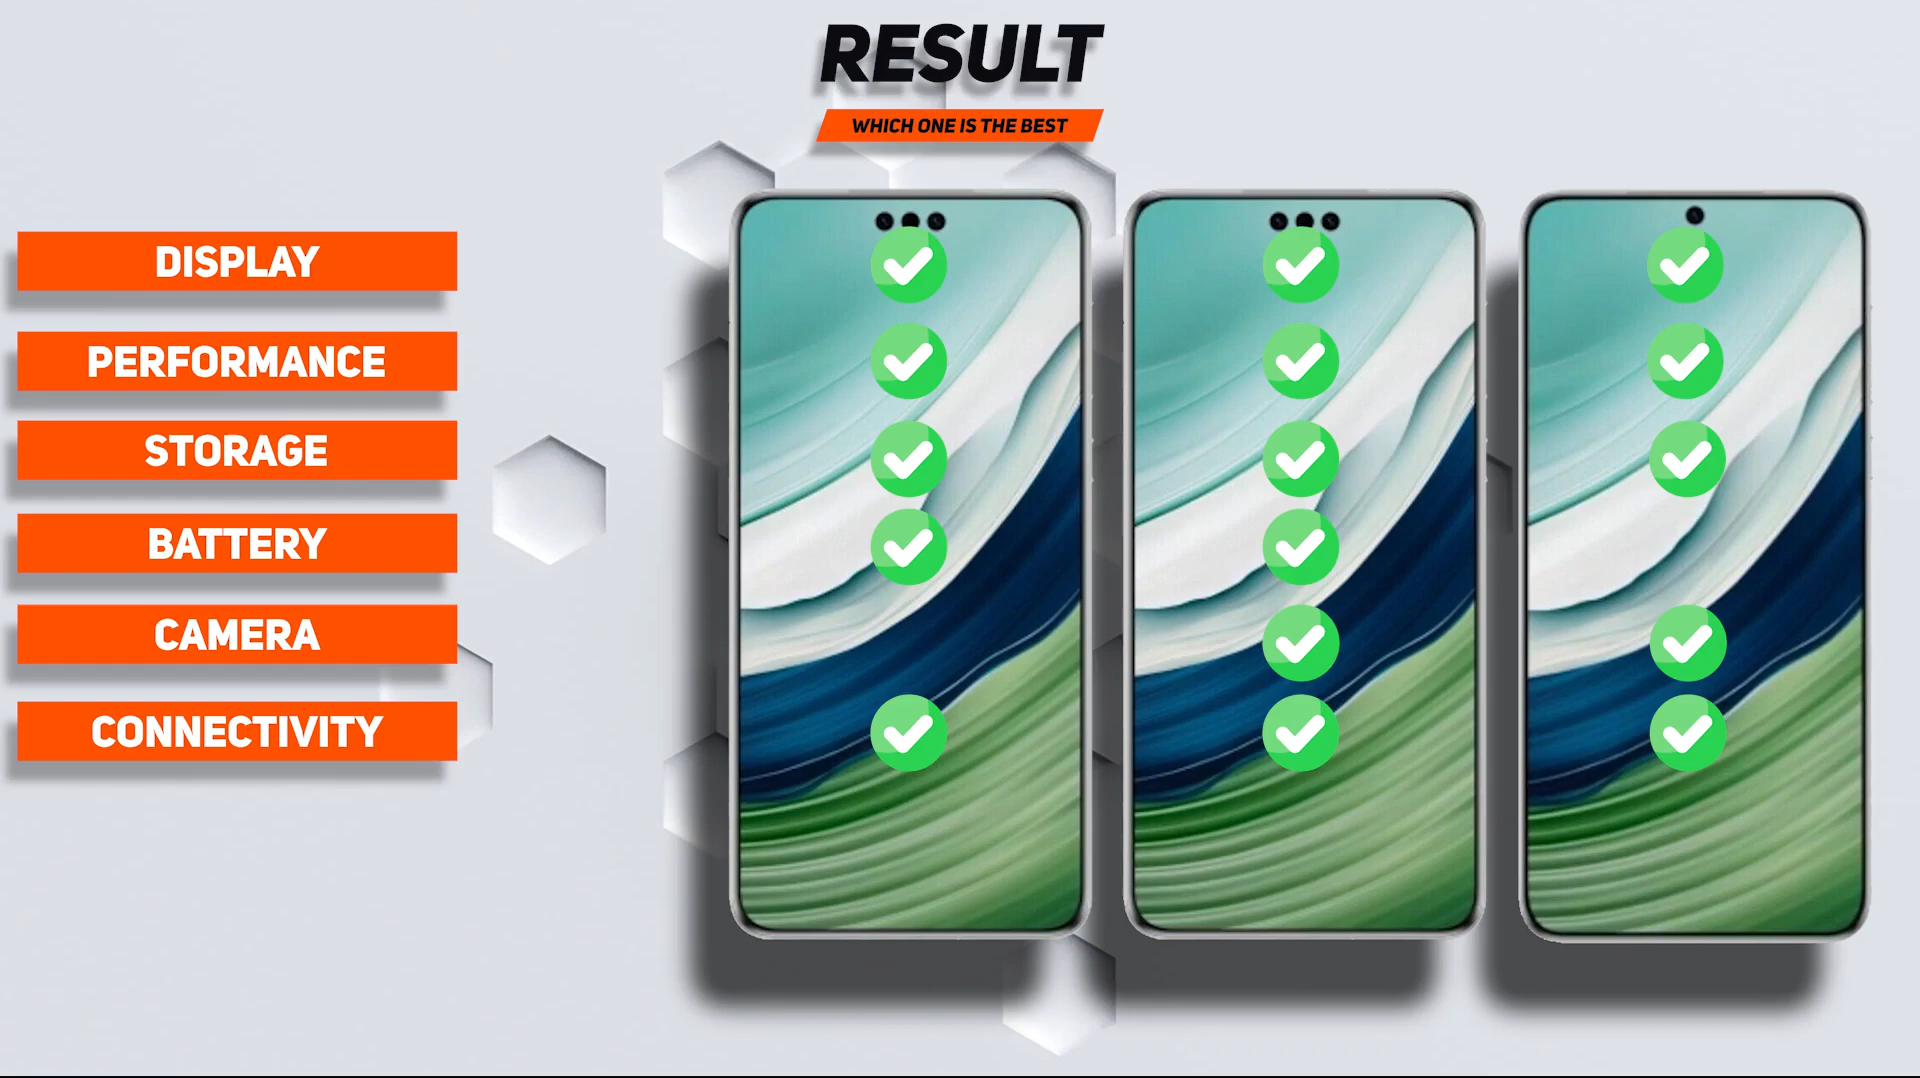 RESULT
WHICH ONE IS THE BEST
DISPLAY
PERFORMANCE
STORAGE
BATTERY
CAMERA
CONNECTIVITY